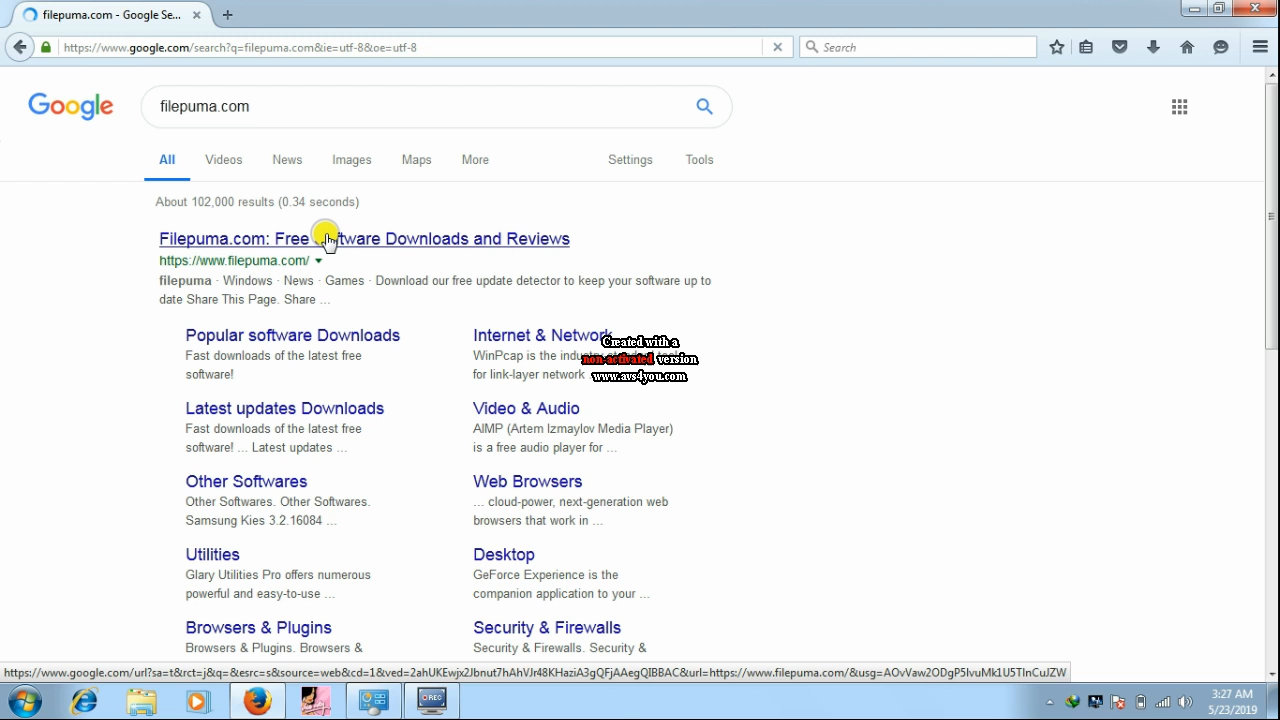 filepuma.com - Google Se...
https://www.google.com/search?q=filepuma.com&ie=utf-8&oe=utf-8
Search
Google
filepuma.com
All
Videos
News
Images
Maps
More
Settings
Tools
About 102,000 results (0.34 seconds)
Filepuma.com: Free Software Downloads and Reviews
https://www.filepuma.com/
filepuma · Windows · News · Games · Download our free update detector to keep your software up to
date Share This Page. Share ...
Popular software Downloads
Fast downloads of the latest free
software!
Internet & Network
WinPcap is the industry
for link-layer network
Created with a
non-activated version
www.avs4you.com
Latest updates Downloads
Fast downloads of the latest free
software! ... Latest updates ...
Video & Audio
AIMP (Artem Izmaylov Media Player)
is a free audio player for ...
Other Softwares
Other Softwares. Other Softwares.
Samsung Kies 3.2.16084 ...
Web Browsers
... cloud-power, next-generation web
browsers that work in ...
Utilities
Glary Utilities Pro offers numerous
powerful and easy-to-use ...
Desktop
GeForce Experience is the
companion application to your ...
Browsers & Plugins
Browsers & Plugins. Browsers &
Security & Firewalls
Security & Firewalls. Security &
https://www.google.com/url?sa=t&rct=j&q=&esrc=s&source=web&cd=1&ved=2ahUKEwjx2Jbnut7hAhVJr48KHaziA3gQFjAAegQIBBAC&url=https://www.filepuma.com/&usg=AOvVaw2ODgP5lvuMk1U5TInCuJZW
REC
3:27 AM
5/23/2019